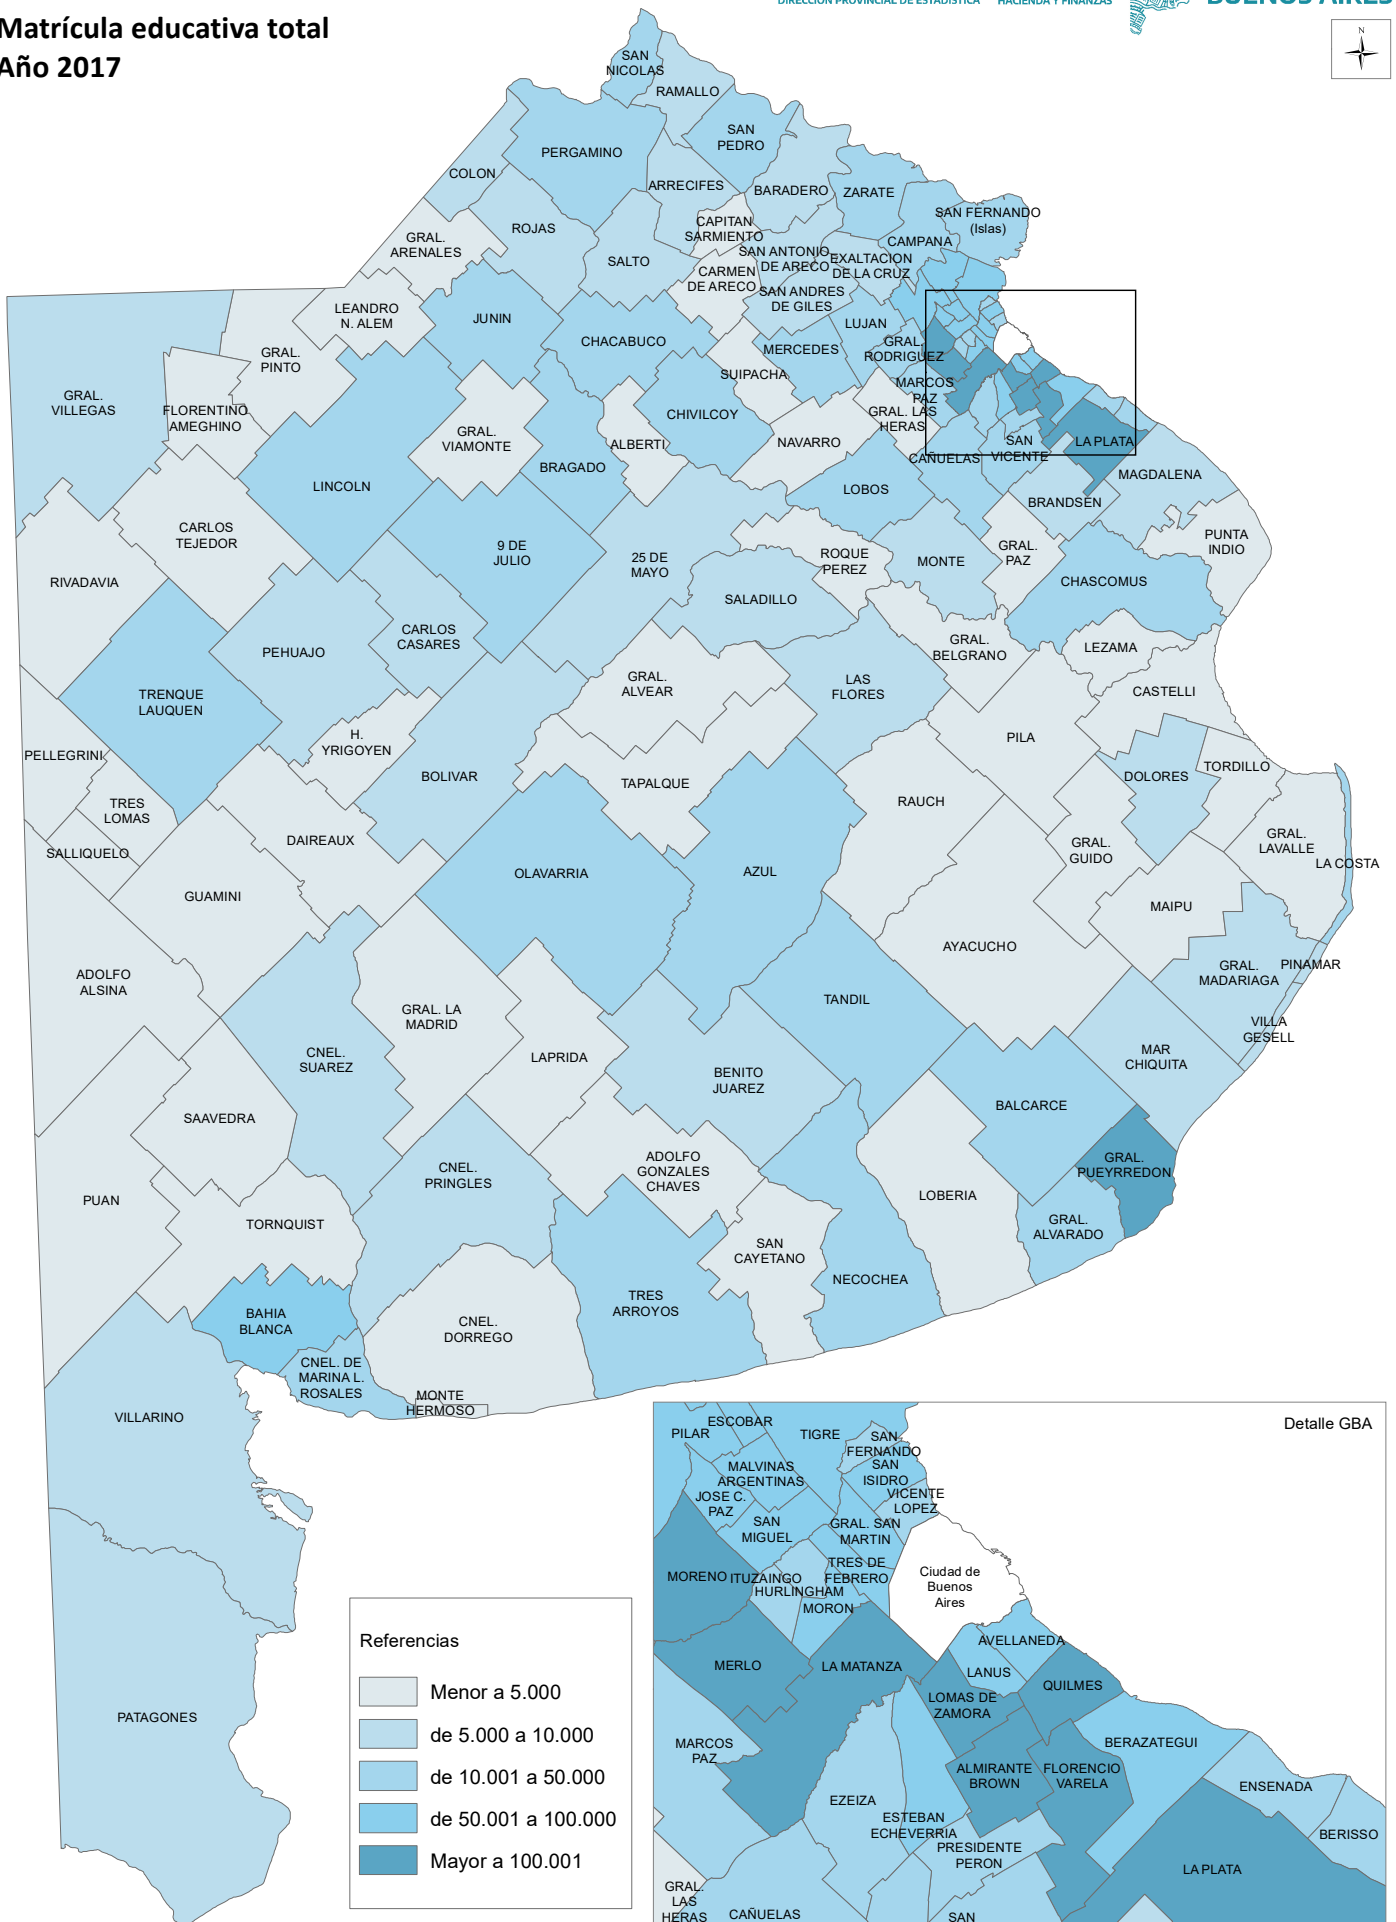 DIRECCIÓN PROVINCIAL DE ESTADÍSTICA
HACIENDA Y FINANZAS
BUENOS AIRES
Matrícula educativa total
Año 2017
N
SAN
NICOLAS
RAMALLO
SAN
PEDRO
PERGAMINO
COLON
ARRECIFES
BARADERO
ZARATE
SAN FERNANDO
(Islas)
ROJAS
CAPITAN
SARMIENTO
CAMPANA
GRAL.
ARENALES
SALTO
SAN ANTONIO
DE ARECO
EXALTACION
DE LA CRUZ
CARMEN
DE ARECO
SAN ANDRES
DE GILES
LEANDRO
N. ALEM
JUNIN
LUJAN
CHACABUCO
MERCEDES
GRAL.
RODRIGUEZ
GRAL.
PINTO
SUIPACHA
MARCOS
PAZ
GRAL.
VILLEGAS
FLORENTINO
AMEGHINO
CHIVILCOY
GRAL. LAS
HERAS
GRAL.
VIAMONTE
ALBERTI
NAVARRO
SAN
VICENTE
LA PLATA
BRAGADO
CAÑUELAS
LINCOLN
LOBOS
MAGDALENA
BRANDSEN
CARLOS
TEJEDOR
9 DE
JULIO
25 DE
MAYO
ROQUE
PEREZ
MONTE
GRAL.
PAZ
PUNTA
INDIO
RIVADAVIA
CHASCOMUS
SALADILLO
CARLOS
CASARES
PEHUAJO
GRAL.
BELGRANO
LEZAMA
TRENQUE
LAUQUEN
GRAL.
ALVEAR
LAS
FLORES
CASTELLI
H.
YRIGOYEN
PILA
PELLEGRINI
BOLIVAR
TAPALQUE
DOLORES
TORDILLO
TRES
LOMAS
RAUCH
DAIREAUX
GRAL.
GUIDO
GRAL.
LAVALLE
SALLIQUELO
LA COSTA
OLAVARRIA
AZUL
GUAMINI
MAIPU
AYACUCHO
ADOLFO
ALSINA
GRAL.
MADARIAGA
PINAMAR
TANDIL
GRAL. LA
MADRID
VILLA
GESELL
CNEL.
SUAREZ
LAPRIDA
MAR
CHIQUITA
BENITO
JUAREZ
BALCARCE
SAAVEDRA
ADOLFO
GONZALES
CHAVES
GRAL.
PUEYRREDON
CNEL.
PRINGLES
PUAN
LOBERIA
TORNQUIST
GRAL.
ALVARADO
SAN
CAYETANO
NECOCHEA
TRES
ARROYOS
BAHIA
BLANCA
CNEL.
DORREGO
CNEL. DE
MARINA L.
ROSALES
MONTE
HERMOSO
VILLARINO
PATAGONES
Referencias
Menor a 5.000
de 5.000 a 10.000
de 10.001 a 50.000
de 50.001 a 100.000
Mayor a 100.001
Detalle GBA
ESCOBAR
PILAR
TIGRE
SAN
FERNANDO
SAN
ISIDRO
MALVINAS
ARGENTINAS
VICENTE
LOPEZ
JOSE C.
PAZ
SAN
MIGUEL
GRAL. SAN
MARTIN
TRES DE
FEBRERO
MORENO
ITUZAINGO
HURLINGHAM
MORON
Ciudad de
Buenos
Aires
AVELLANEDA
MERLO
LA MATANZA
LANUS
QUILMES
LOMAS DE
ZAMORA
MARCOS
PAZ
BERAZATEGUI
ALMIRANTE
BROWN
FLORENCIO
VARELA
ENSENADA
EZEIZA
ESTEBAN
ECHEVERRIA
BERISSO
PRESIDENTE
PERON
LA PLATA
GRAL.
LAS
HERAS
CAÑUELAS
SAN